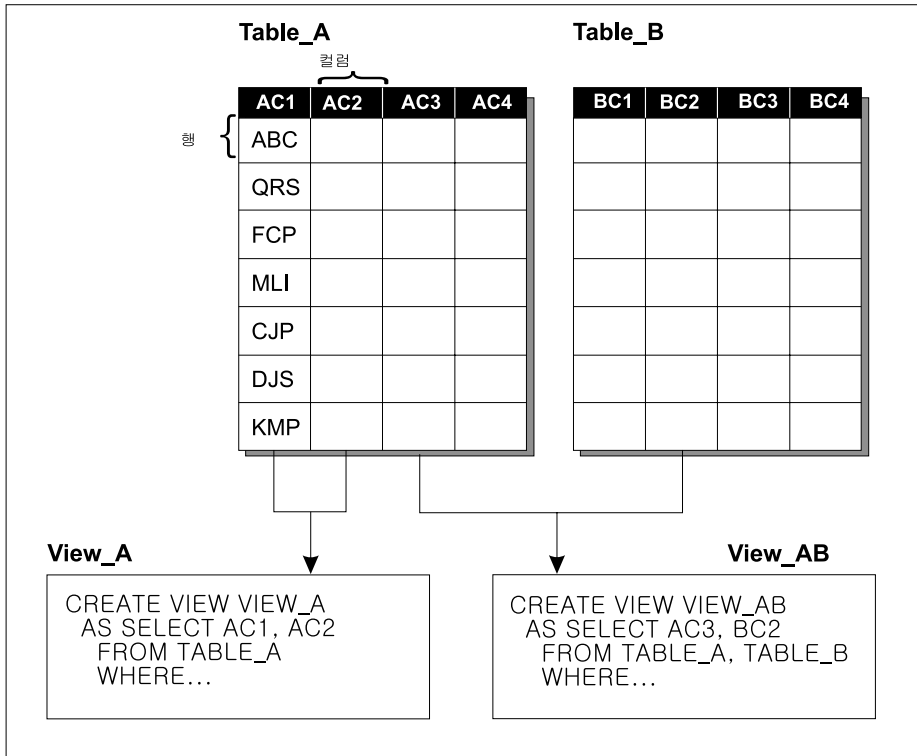 Table_A
Table_B
컬럼
AC1 AC2 AC3 AC4
BC1 BC2 BC3 BC4
행
ABC
QRS
FCP
MLI
CJP
DJS
KMP
View_A
CREATE VIEW VIEW_A
AS SELECT AC1, AC2
FROM TABLE_A
WHERE...
View_AB
CREATE VIEW VIEW_AB
AS SELECT AC3, BC2
FROM TABLE_A, TABLE_B
WHERE...